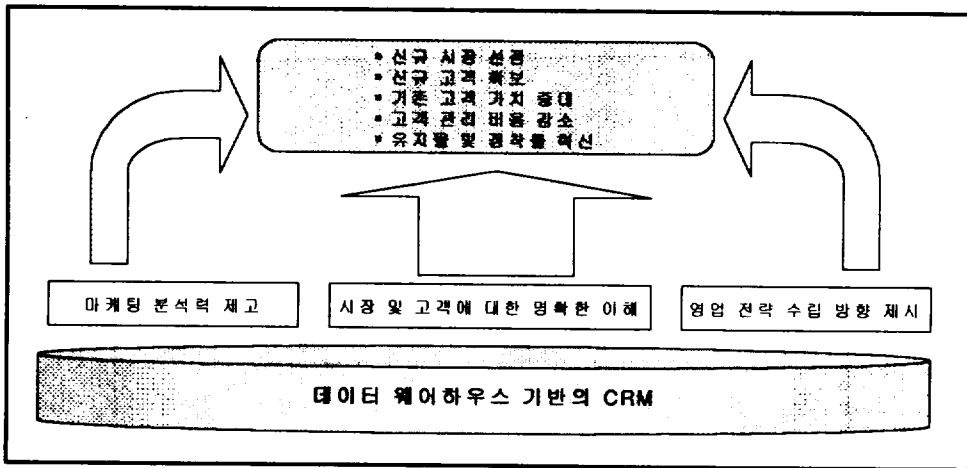 • 신규 시장 선점
• 신규 고객 확보
• 기존 고객 가치 증대
• 고객 관리 비용 감소
• 유지율 및 정착률 혁신
마케팅 분석력 제고
시장 및 고객에 대한 명확한 이해
영업 전략 수립 방향 제시
데이터 웨어하우스 기반의 CRM